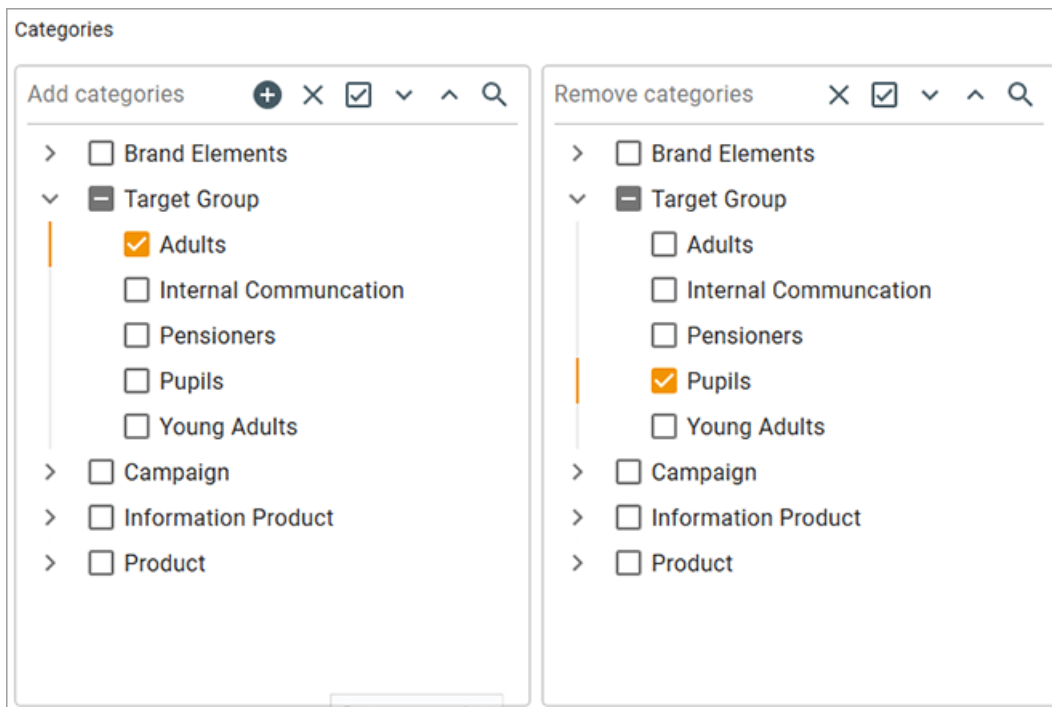 Categories
Add categories
Brand Elements
Target Group
Adults
Internal Communcation
Pensioners
Pupils
Young Adults
Campaign
Information Product
Product
Remove categories
Brand Elements
Target Group
Adults
Internal Communcation
Pensioners
Pupils
Young Adults
Campaign
Information Product
Product